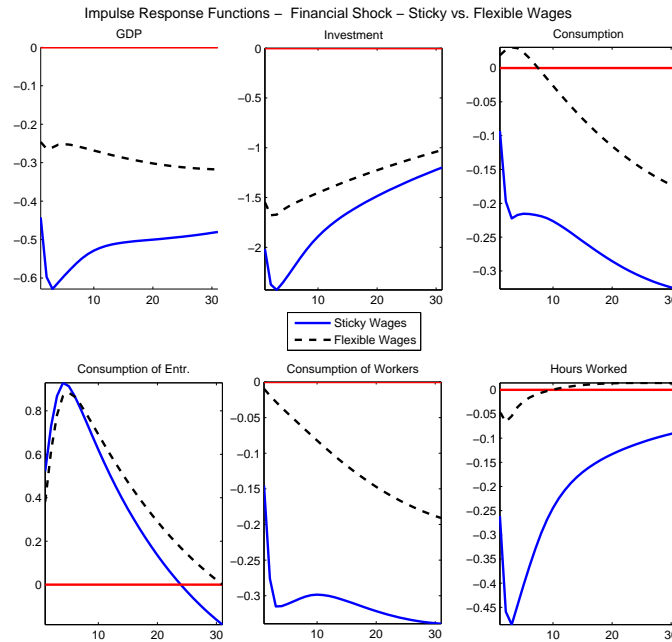 Impulse Response Functions – Financial Shock – Sticky vs. Flexible Wages
GDP
0
−0.1
−0.2
−0.3
−0.4
−0.5
−0.6
10 20 30
Investment
0
−0.5
−1
−1.5
−2
10 20 30
Consumption
0
−0.05
−0.1
−0.15
−0.2
−0.25
−0.3
10 20 30
Sticky Wages
Flexible Wages
Consumption of Entr.
0.8
0.6
0.4
0.2
0
10 20 30
Consumption of Workers
0
−0.05
−0.1
−0.15
−0.2
−0.25
−0.3
10 20 30
Hours Worked
0
−0.05
−0.1
−0.15
−0.2
−0.25
−0.3
−0.35
−0.4
−0.45
10 20 30